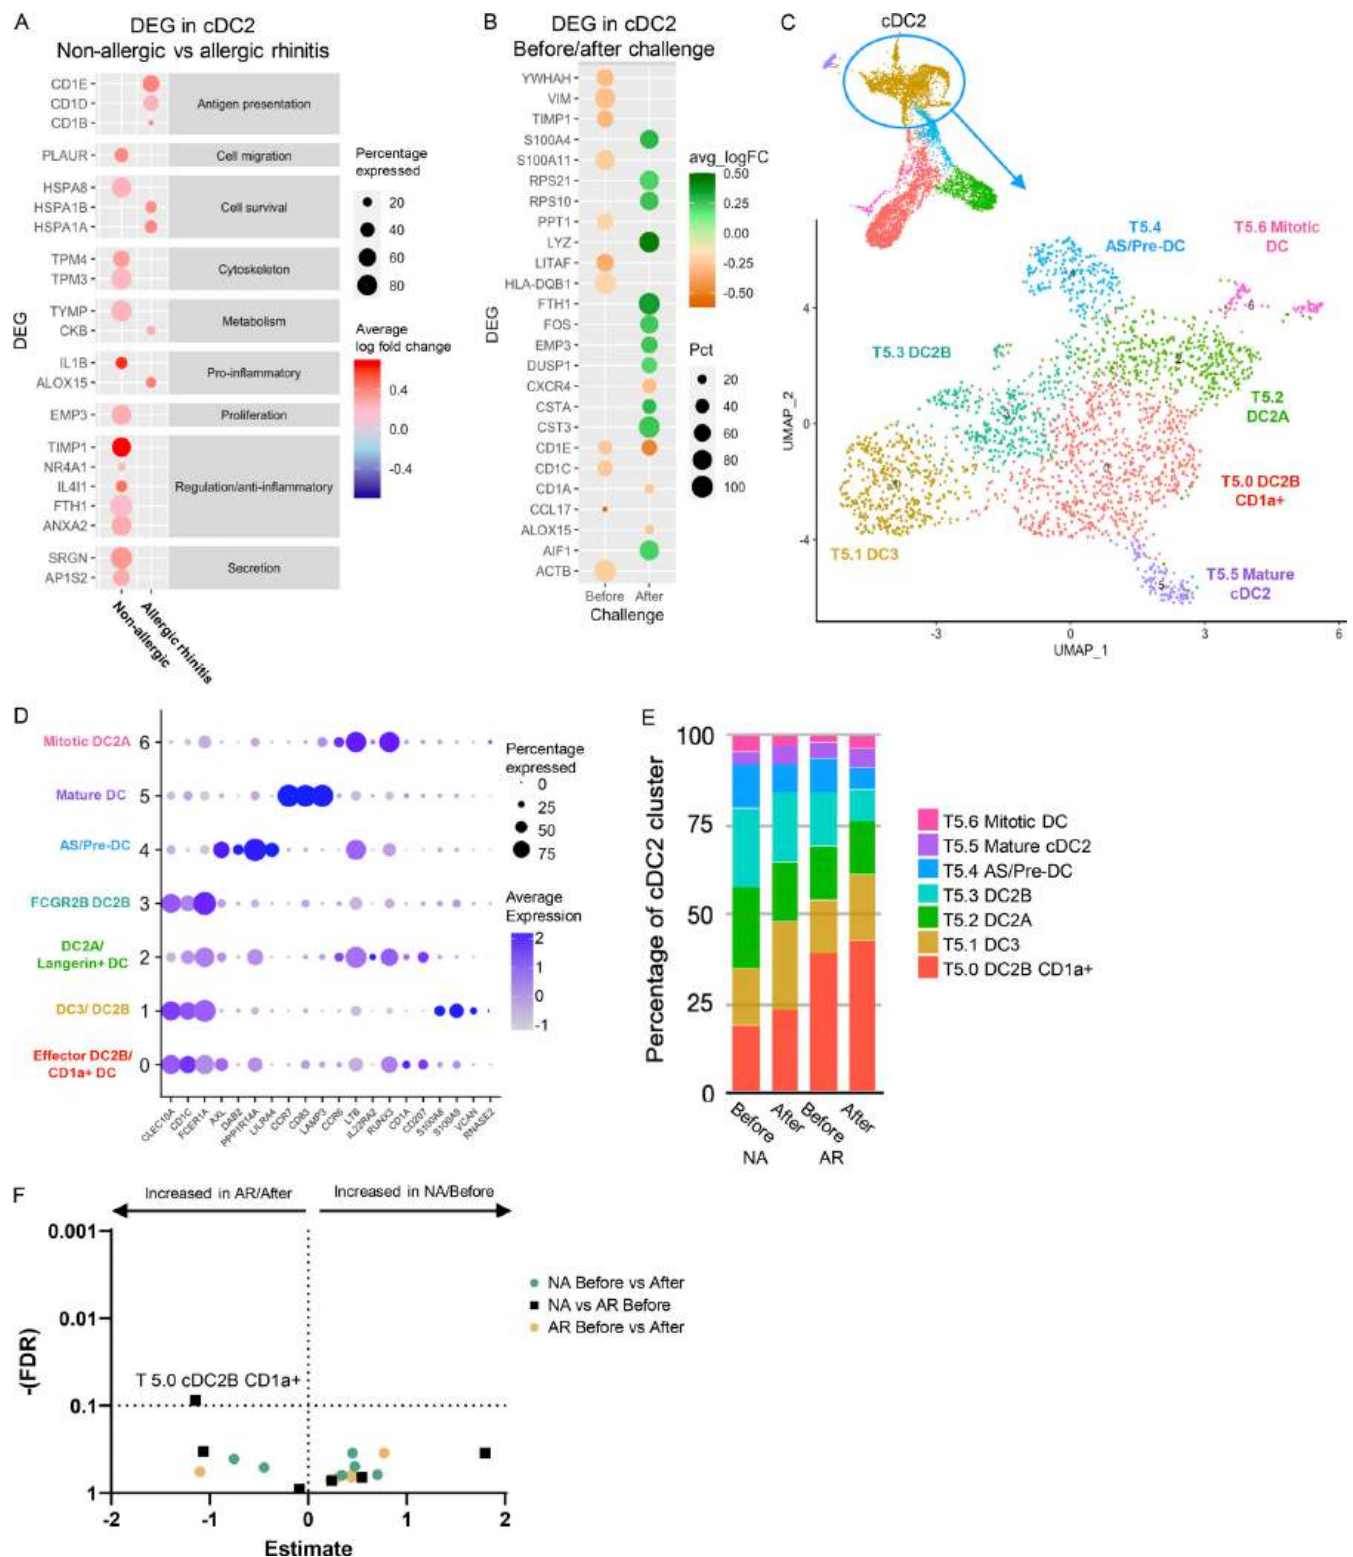 A
DEG in cDC2
Non-allergic vs allergic rhinitis
CD1E
CD1D
CD1B
Antigen presentation
PLAUR
Cell migration
HSPA8
HSPA1B
HSPA1A
Cell survival
TPM4
TPM3
Cytoskeleton
TYMP
CKB
Metabolism
IL1B
ALOX15
Pro-inflammatory
EMP3
Proliferation
TIMP1
NR4A1
IL4I1
FTH1
ANXA2
Regulation/anti-inflammatory
SRGN
AP1S2
Secretion
DEG
Non-allergic
Allergic rhinitis
Percentage
expressed
20
40
60
80
Average
log fold change
0.4
0.0
-0.4
B
DEG in cDC2
Before/after challenge
YWHAH
VIM
TIMP1
S100A4
S100A11
RPS21
RPS10
PPT1
LYZ
LITAF
HLA-DQB1
FTH1
FOS
EMP3
DUSP1
CXCR4
CSTA
CST3
CD1E
CD1C
CD1A
CCL17
ALOX15
AIF1
ACTB
DEG
Before After
Challenge
avg_logFC
0.50
0.25
0.00
-0.25
-0.50
Pct
20
40
60
80
100
C
cDC2
T5.4
AS/Pre-DC
T5.6 Mitotic
DC
T5.3 DC2B
T5.2
DC2A
T5.0 DC2B
CD1a+
T5.1 DC3
T5.5 Mature
cDC2
4
6
2
3
0
1
5
4
0
-4
UMAP_2
-3 0 3 6
UMAP_1
D
Mitotic DC2A 6
Mature DC 5
AS/Pre-DC 4
FCGR2B DC2B 3
DC2A/
Langerin+ DC 2
DC3/ DC2B 1
Effector DC2B/
CD1a+ DC 0
CLEC10A
CD1C
FCER1A
AXL
DAB2
PPP1R14A
LILRA4
CCR7
CD83
LAMP3
CCR6
LTB
IL22RA2
RUNX3
CD1A
CD207
S100A8
S100A9
VCAN
RNASE2
Percentage
expressed
0
25
50
75
Average
Expression
2
1
0
-1
E
Percentage of cDC2 cluster
100
75
50
25
0
Before After Before After
NA AR
T5.6 Mitotic DC
T5.5 Mature cDC2
T5.4 AS/Pre-DC
T5.3 DC2B
T5.2 DC2A
T5.1 DC3
T5.0 DC2B CD1a+
F
Increased in AR/After
Increased in NA/Before
0.001
0.01
0.1
1
-(FDR)
T 5.0 cDC2B CD1a+
-2 -1 0 1 2
Estimate
NA Before vs After
NA vs AR Before
AR Before vs After